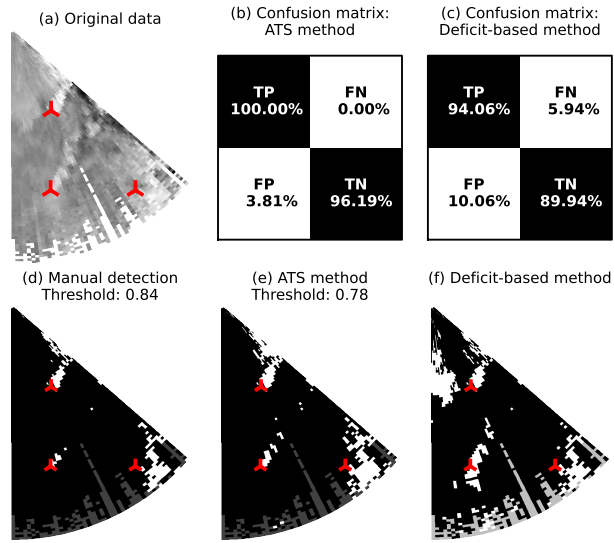 (a) Original data
(b) Confusion matrix:
ATS method
(c) Confusion matrix:
Deficit-based method
TP
100.00%
FN
0.00%
FP
3.81%
TN
96.19%
TP
94.06%
FN
5.94%
FP
10.06%
TN
89.94%
(d) Manual detection
Threshold: 0.84
(e) ATS method
Threshold: 0.78
(f) Deficit-based method